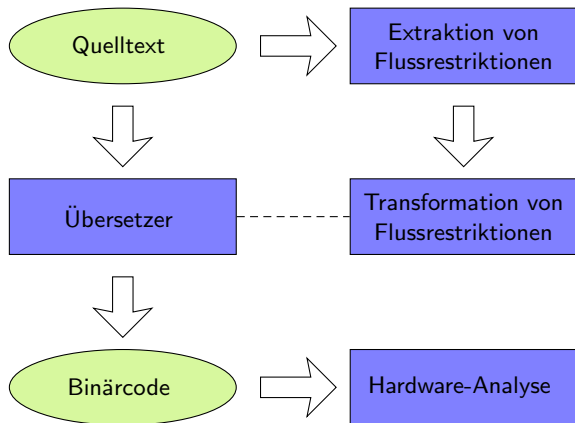 Quelltext
Extraktion von
Flussrestriktionen
Übersetzer
Transformation von
Flussrestriktionen
Binärcode
Hardware-Analyse